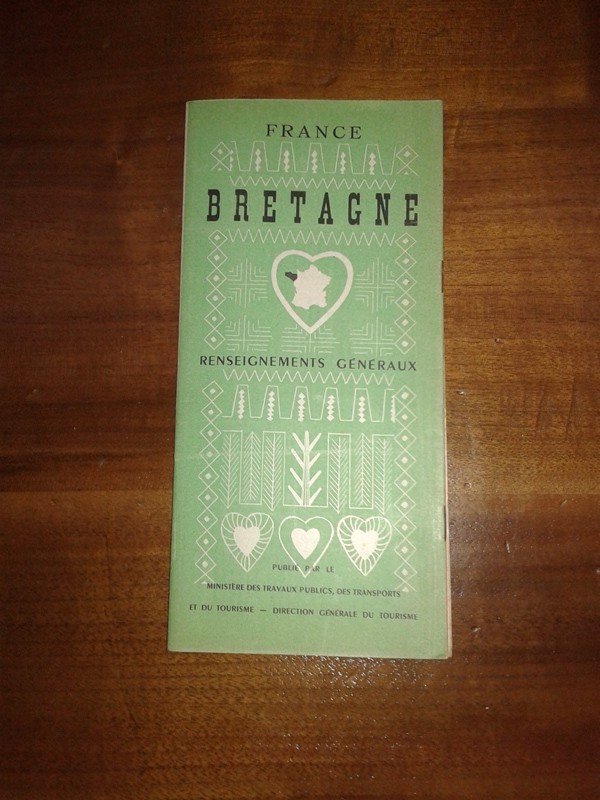 FRANCE
BRETAGNE
RENSEIGNEMENTS GÉNÉRAUX
PUBLIÉ PAR LE
MINISTÈRE DES TRAVAUX PUBLICS, DES TRANSPORTS
ET DU TOURISME — DIRECTION GÉNÉRALE DU TOURISME